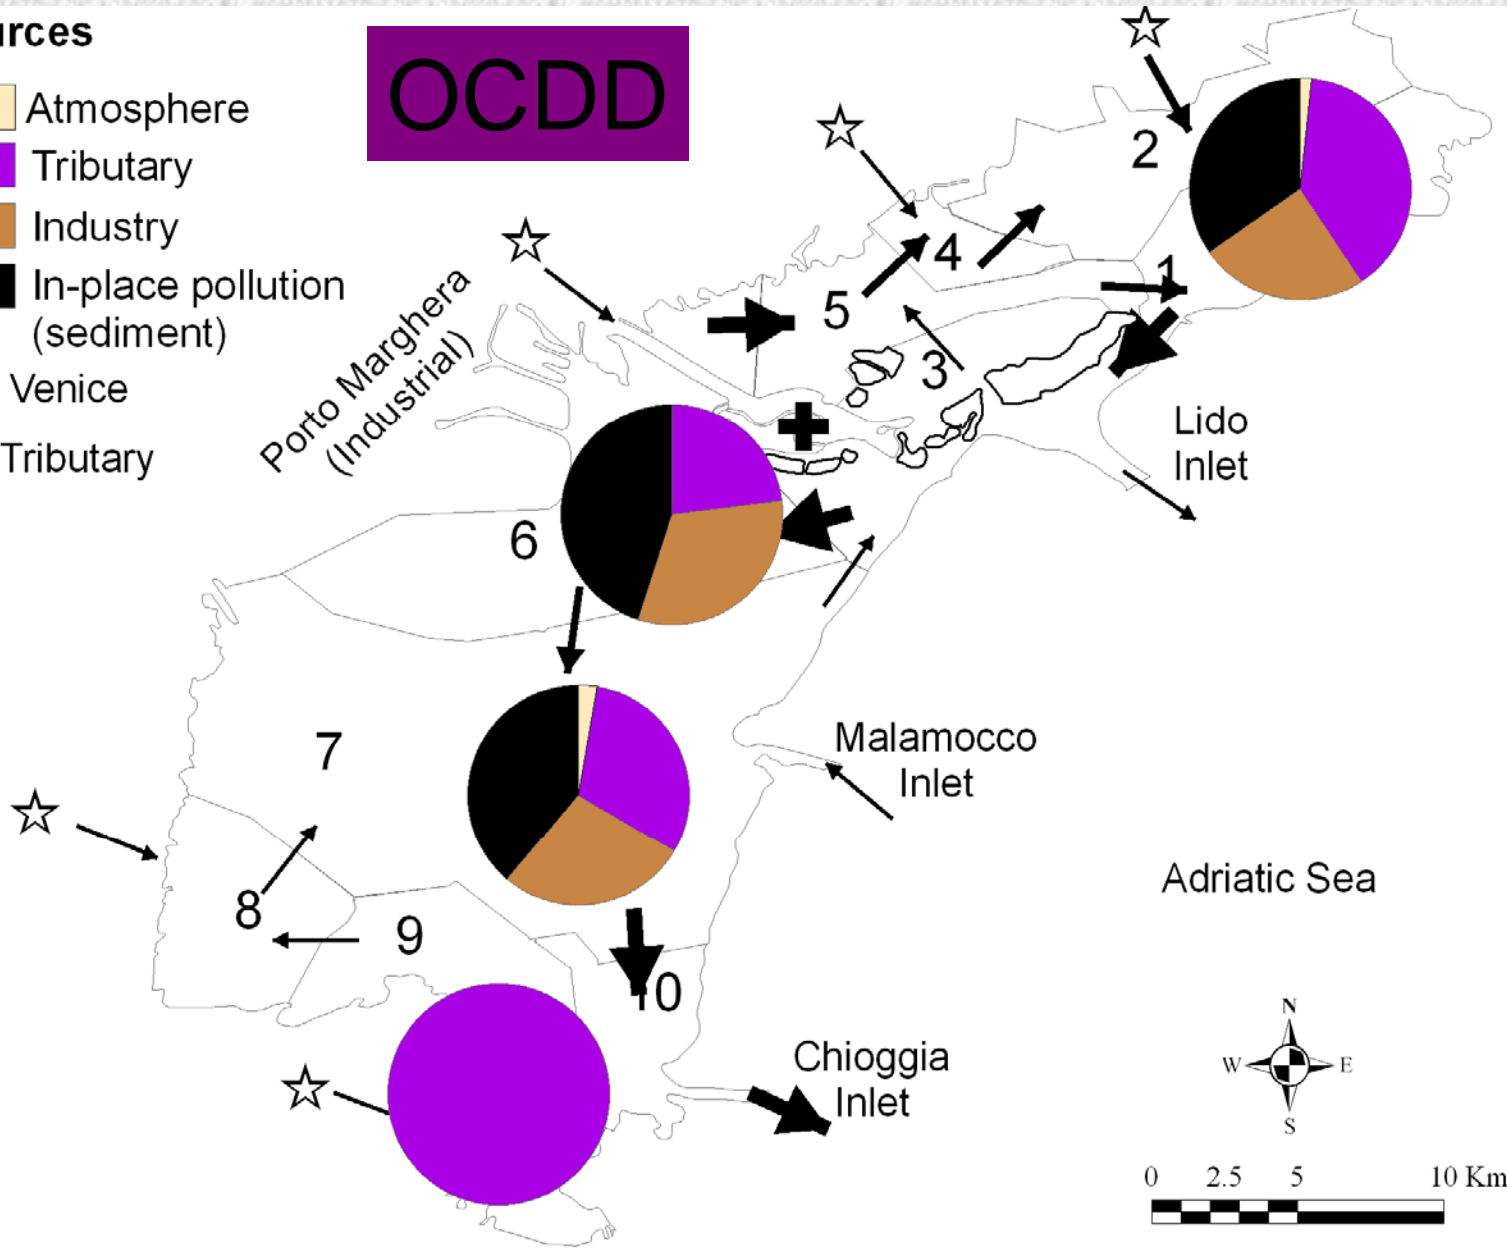 urces
OCDD
Atmosphere
Tributary
Industry
In-place pollution
(sediment)
Venice
Tributary
Porto Marghera
(Industrial)
2
4
1
5
3
Lido
Inlet
6
7
Malamocco
Inlet
8
9
10
Adriatic Sea
Chioggia
Inlet
N
W
E
S
0 2.5 5 10 Km